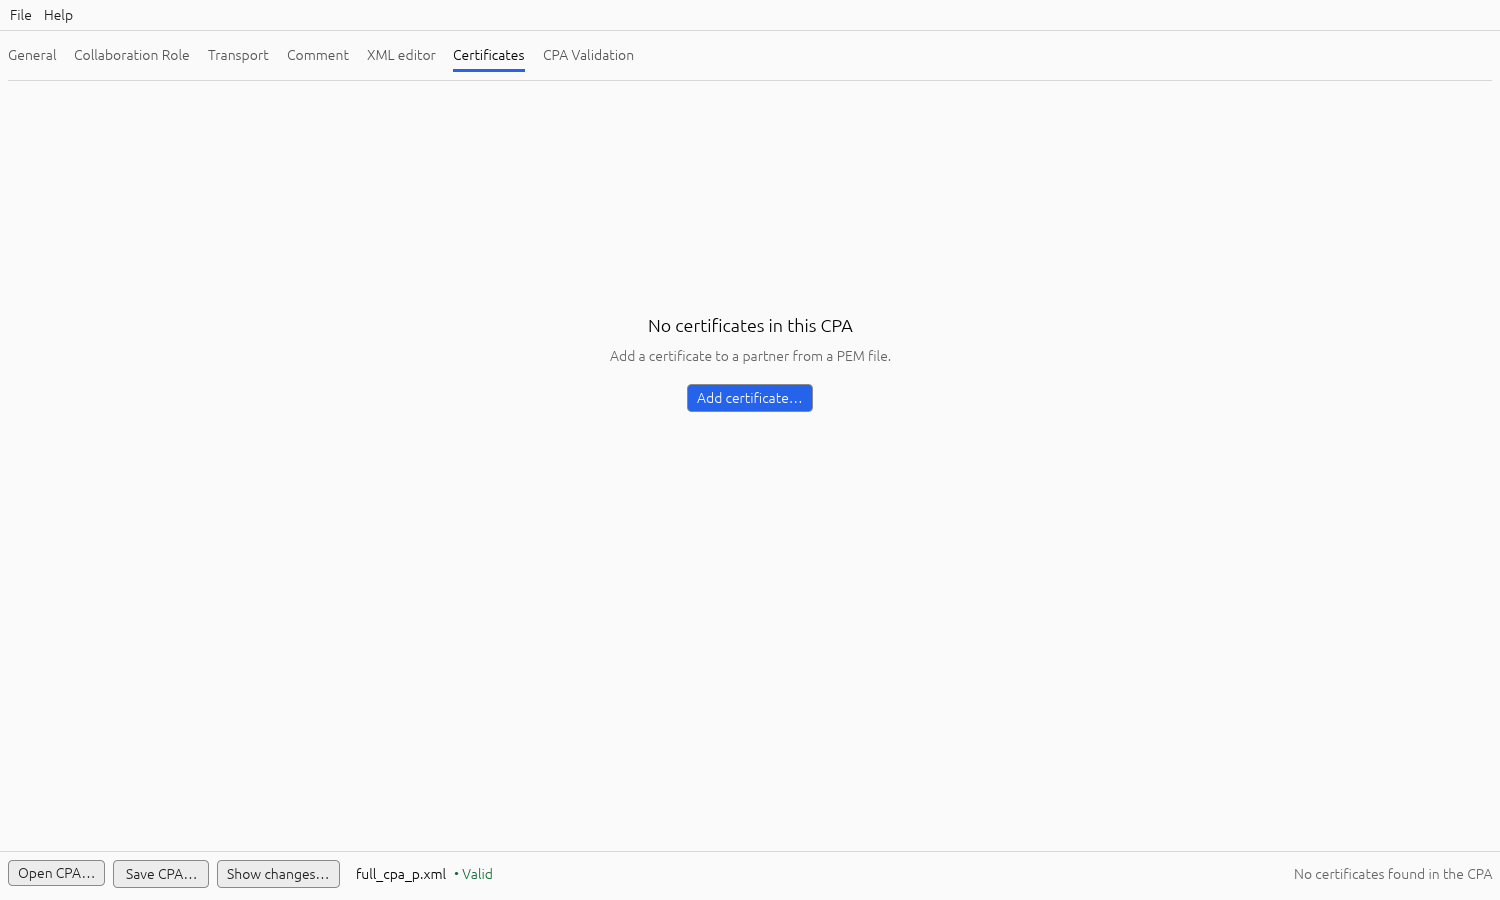 File Help
General Collaboration Role Transport Comment XML editor Certificates CPA Validation
No certificates in this CPA
Add a certificate to a partner from a PEM file.
Add certificate...
Open CPA... Save CPA... Show changes... full_cpa_p.xml • Valid No certificates found in the CPA